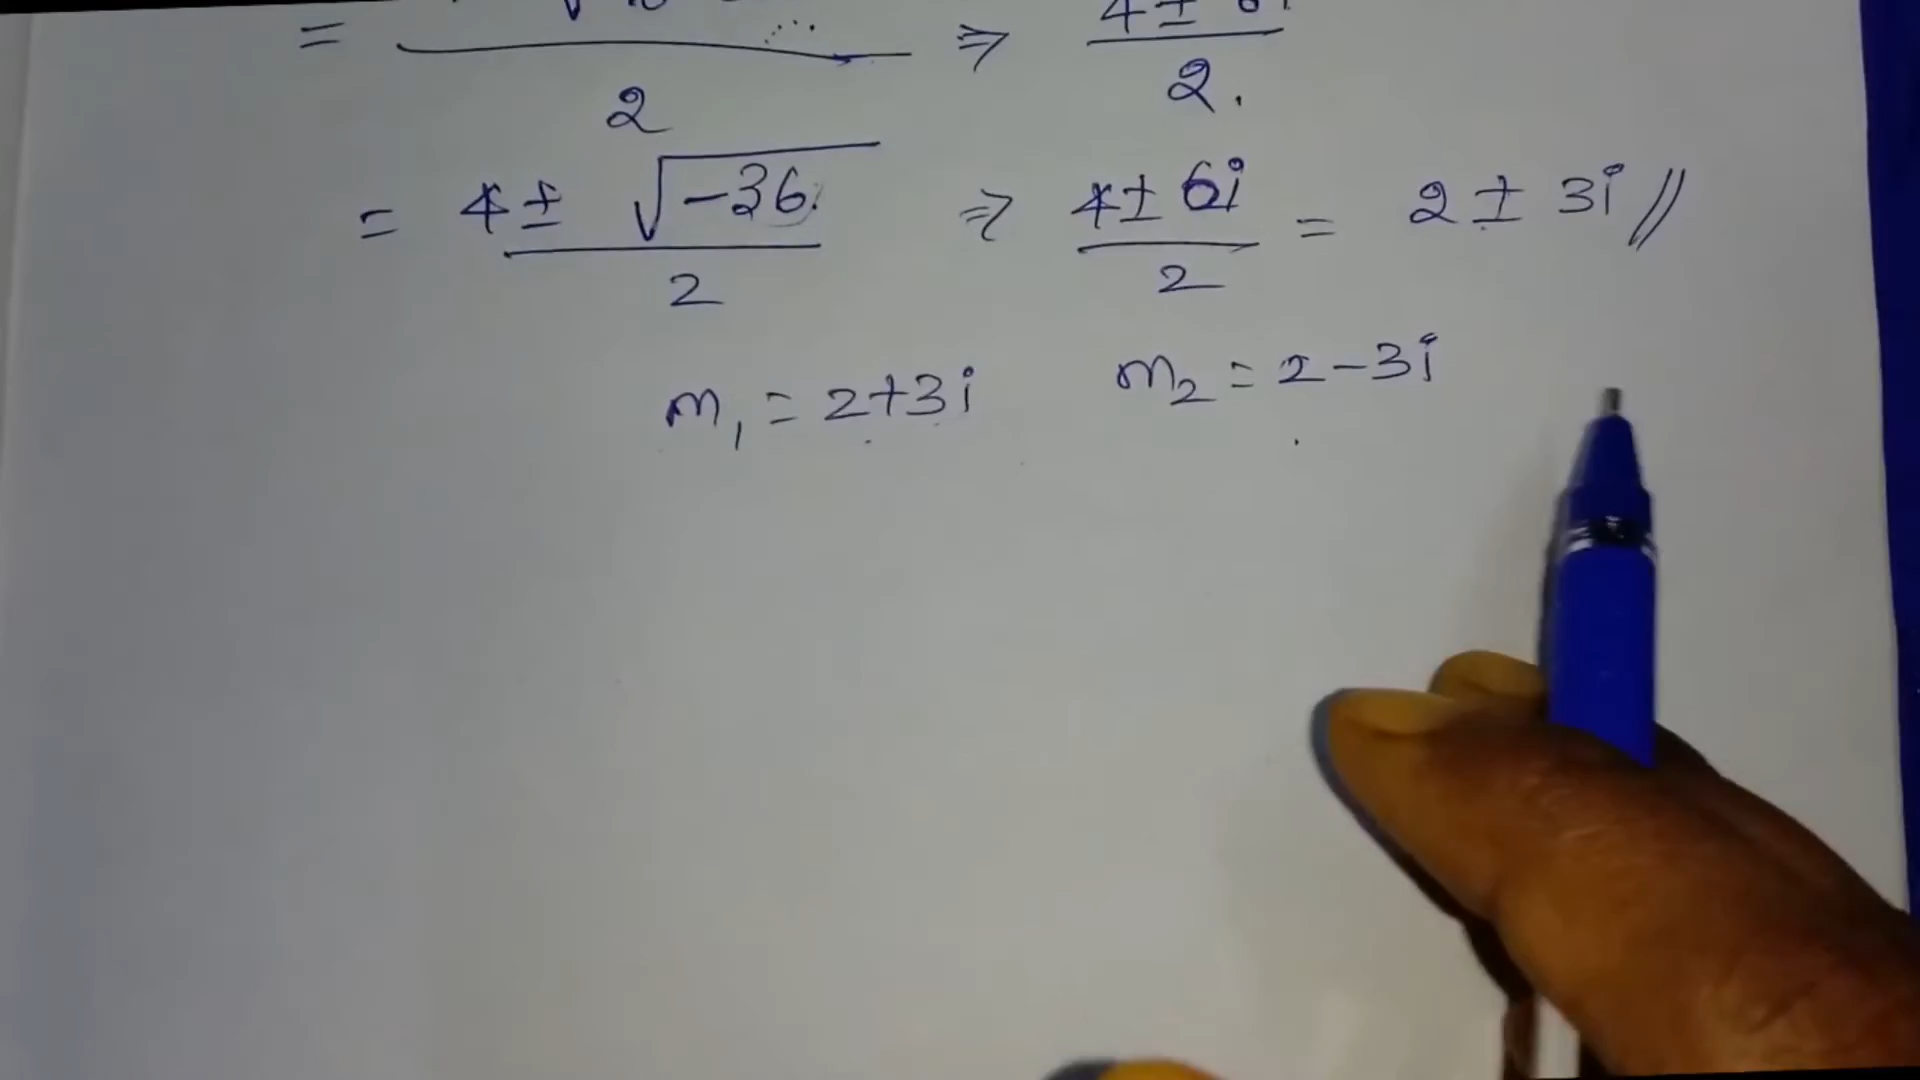 = 2 ⇒ 4 ± 6i / 2.
= 4 ± √-36 / 2 ⇒ 4 ± 6i / 2 = 2 ± 3i //
m₁ = 2+3i m₂ = 2-3i